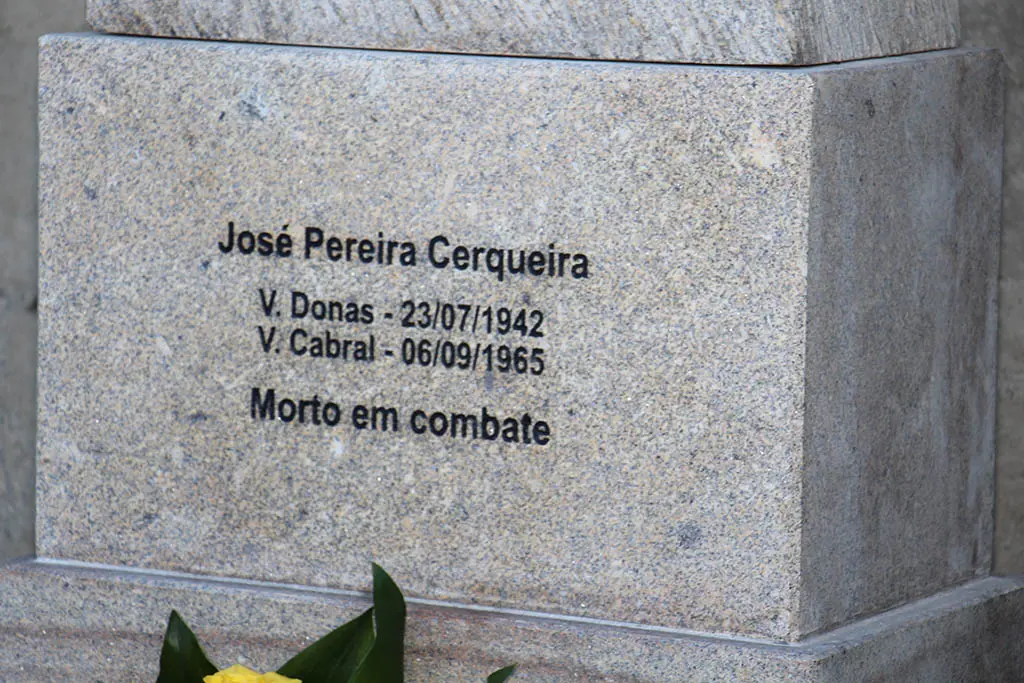 José Pereira Cerqueira
V. Donas - 23/07/1942
V. Cabral - 06/09/1965
Morto em combate